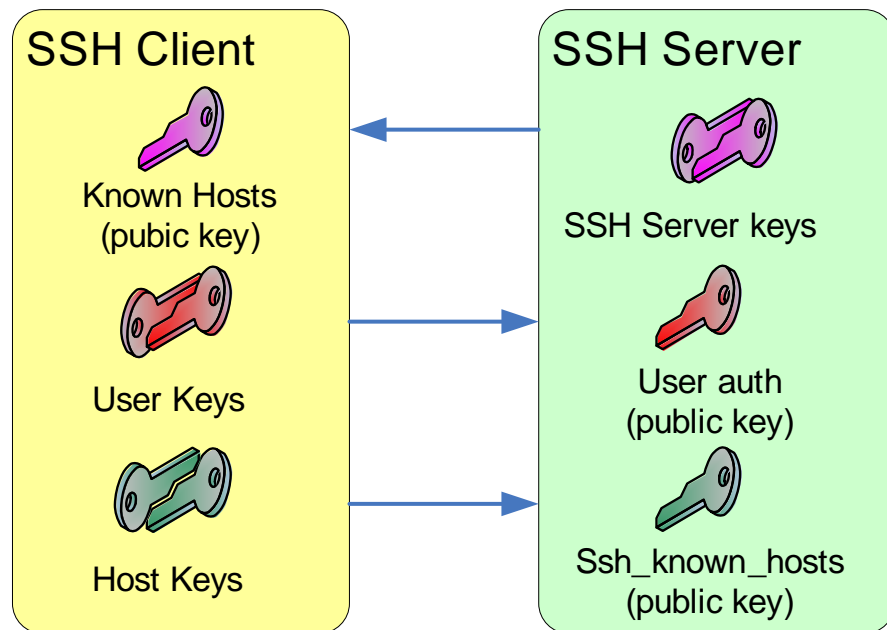 SSH Client
Known Hosts
(pubic key)
User Keys
Host Keys
SSH Server
SSH Server keys
User auth
(public key)
Ssh_known_hosts
(public key)